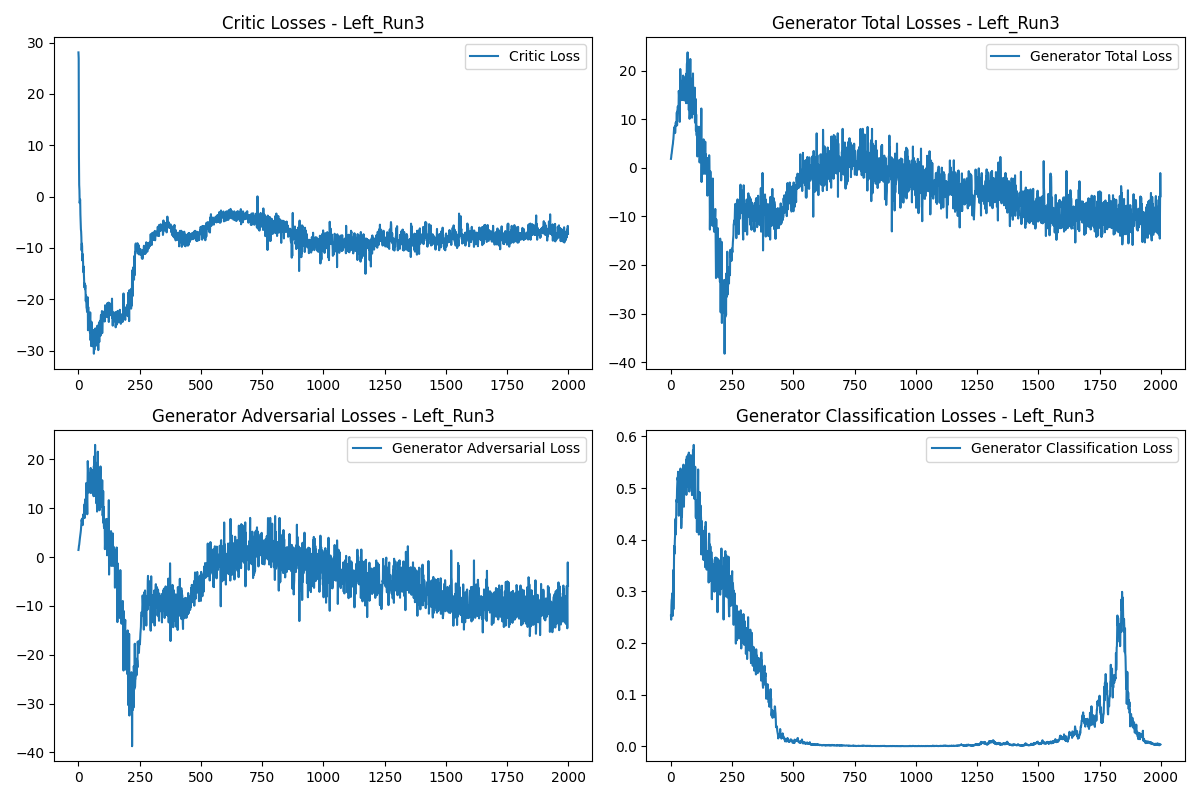 Critic Losses - Left_Run3
Critic Loss
30
20
10
0
−10
−20
−30
0 250 500 750 1000 1250 1500 1750 2000
Generator Total Losses - Left_Run3
Generator Total Loss
20
10
0
−10
−20
−30
−40
0 250 500 750 1000 1250 1500 1750 2000
Generator Adversarial Losses - Left_Run3
Generator Adversarial Loss
20
10
0
−10
−20
−30
−40
0 250 500 750 1000 1250 1500 1750 2000
Generator Classification Losses - Left_Run3
Generator Classification Loss
0.6
0.5
0.4
0.3
0.2
0.1
0.0
0 250 500 750 1000 1250 1500 1750 2000